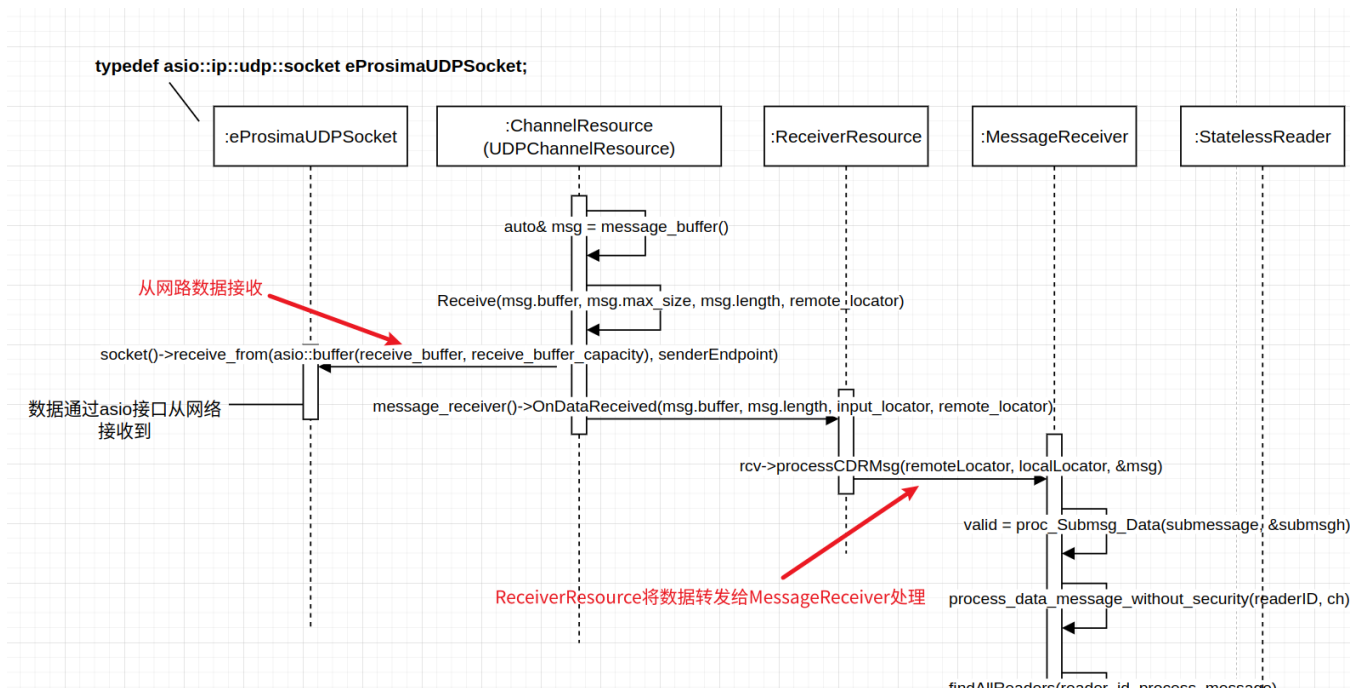 typedef asio::ip::udp::socket eProsimaUDPSocket;
:eProsimaUDPSocket
:ChannelResource
(UDPChannelResource)
:ReceiverResource
:MessageReceiver
:StatelessReader
auto& msg = message_buffer()
从网路数据接收
Receive(msg.buffer, msg.max_size, msg.length, remote_locator)
socket()->receive_from(asio::buffer(receive_buffer, receive_buffer_capacity), senderEndpoint)
数据通过asio接口从网络
接收到
message_receiver()->OnDataReceived(msg.buffer, msg.length, input_locator, remote_locator)
rcv->processCDRMsg(remoteLocator, localLocator, &msg)
valid = proc_Submsg_Data(submessage, &submsgh)
ReceiverResource将数据转发给MessageReceiver处理
process_data_message_without_security(readerID, ch)
findAllReaders(reader_id, process_message)